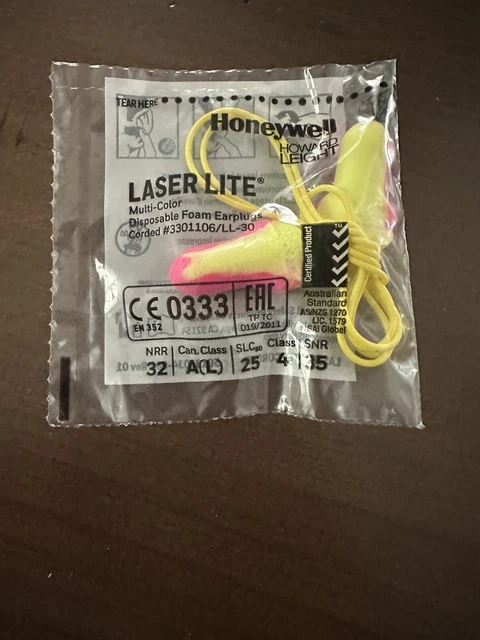 TEAR HERE
Honeywell
HOWARD
LEIGHT
LASER LITE®
Multi-Color
Disposable Foam Earplugs
Corded #3301106/LL-30
Certified Product
CE 0333
EN 352
EAC
TP TC
019/2011
Australian
Standard
AS/NZS 1270
LIC. 1579
SAI Global
NRR Can. Class SLC80 Class SNR
32 A(L) 25 4 35